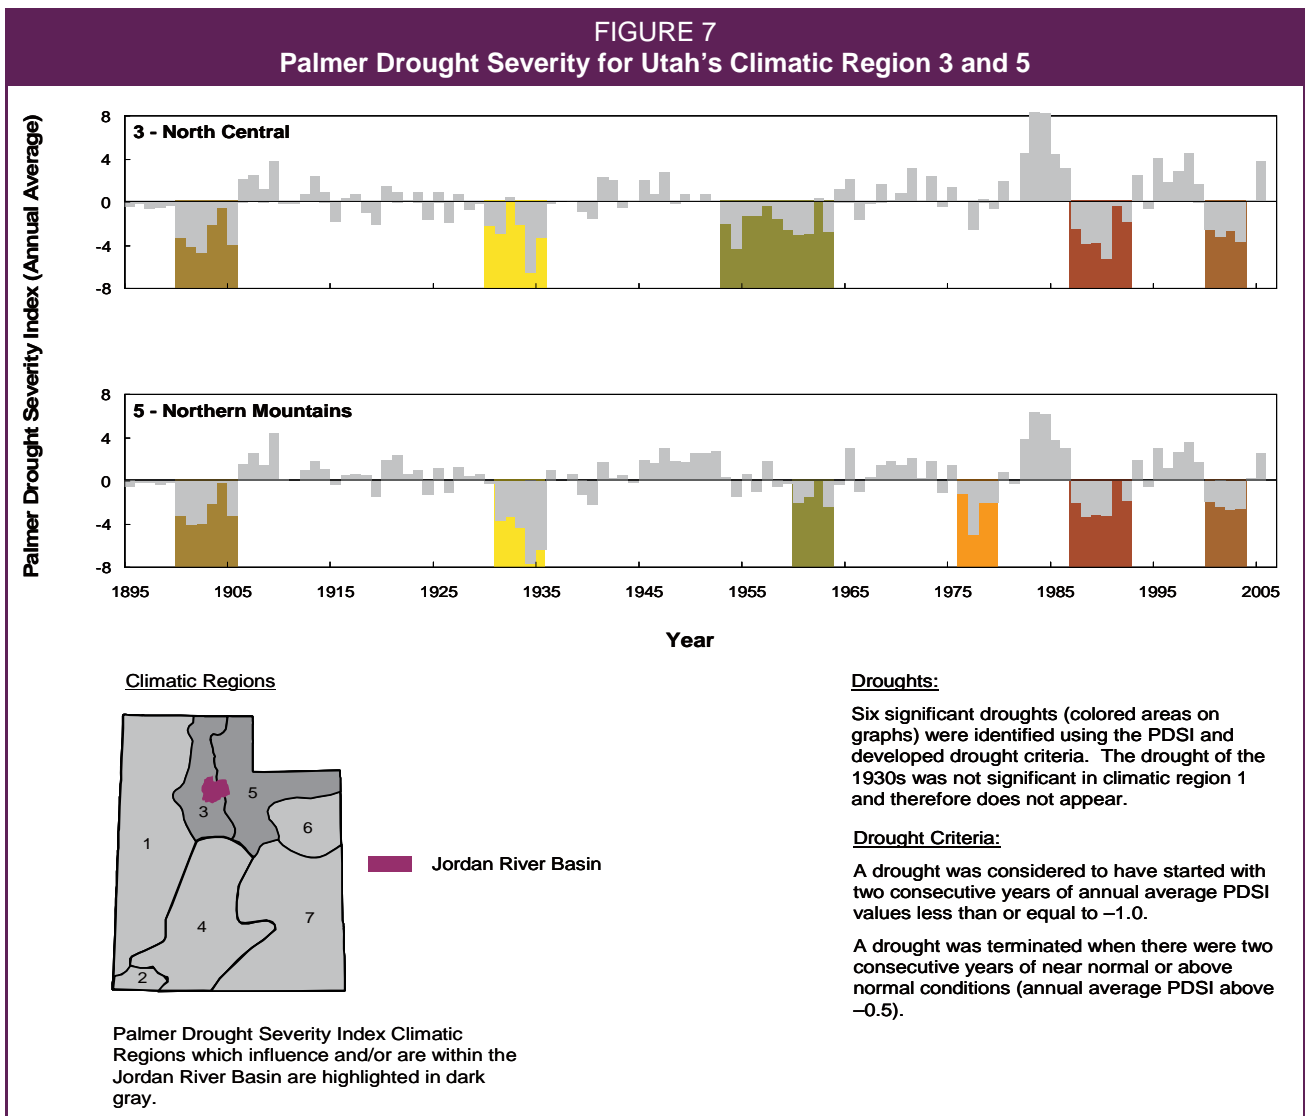 FIGURE 7
Palmer Drought Severity for Utah's Climatic Region 3 and 5
Palmer Drought Severity Index (Annual Average)
3 - North Central
8
4
0
-4
-8
5 - Northern Mountains
8
4
0
-4
-8
1895 1905 1915 1925 1935 1945 1955 1965 1975 1985 1995 2005
Year
Climatic Regions
1
2
3
4
5
6
7
Jordan River Basin
Palmer Drought Severity Index Climatic
Regions which influence and/or are within the
Jordan River Basin are highlighted in dark
gray.
Droughts:
Six significant droughts (colored areas on
graphs) were identified using the PDSI and
developed drought criteria. The drought of the
1930s was not significant in climatic region 1
and therefore does not appear.
Drought Criteria:
A drought was considered to have started with
two consecutive years of annual average PDSI
values less than or equal to –1.0.
A drought was terminated when there were two
consecutive years of near normal or above
normal conditions (annual average PDSI above
–0.5).